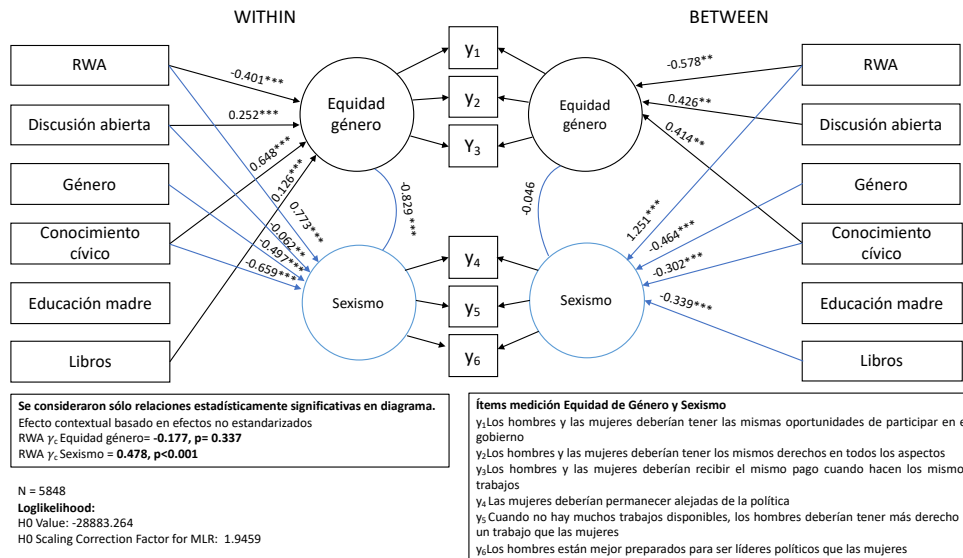 WITHIN
BETWEEN
RWA
Discusión abierta
Género
Conocimiento
cívico
Educación madre
Libros
-0.401***
0.252***
0.648***
0.126***
0.773***
-0.062**
-0.497***
-0.659****
Equidad
género
-0.829 ***
Sexismo
y1
y2
y3
y4
y5
y6
Equidad
género
-0.046
Sexismo
-0.578**
0.426**
0.414**
1.251***
-0.464***
-0.302***
-0.339***
RWA
Discusión abierta
Género
Conocimiento
cívico
Educación madre
Libros
Se consideraron sólo relaciones estadísticamente significativas en diagrama.
Efecto contextual basado en efectos no estandarizados
RWA γc Equidad género= -0.177, p= 0.337
RWA γc Sexismo = 0.478, p<0.001
N = 5848
Loglikelihood:
H0 Value: -28883.264
H0 Scaling Correction Factor for MLR: 1.9459
Ítems medición Equidad de Género y Sexismo
y1Los hombres y las mujeres deberían tener las mismas oportunidades de participar en e
gobierno
y2Los hombres y las mujeres deberían tener los mismos derechos en todos los aspectos
y3Los hombres y las mujeres deberían recibir el mismo pago cuando hacen los mismo
trabajos
y4 Las mujeres deberían permanecer alejadas de la política
y5 Cuando no hay muchos trabajos disponibles, los hombres deberían tener más derecho
un trabajo que las mujeres
y6Los hombres están mejor preparados para ser líderes políticos que las mujeres